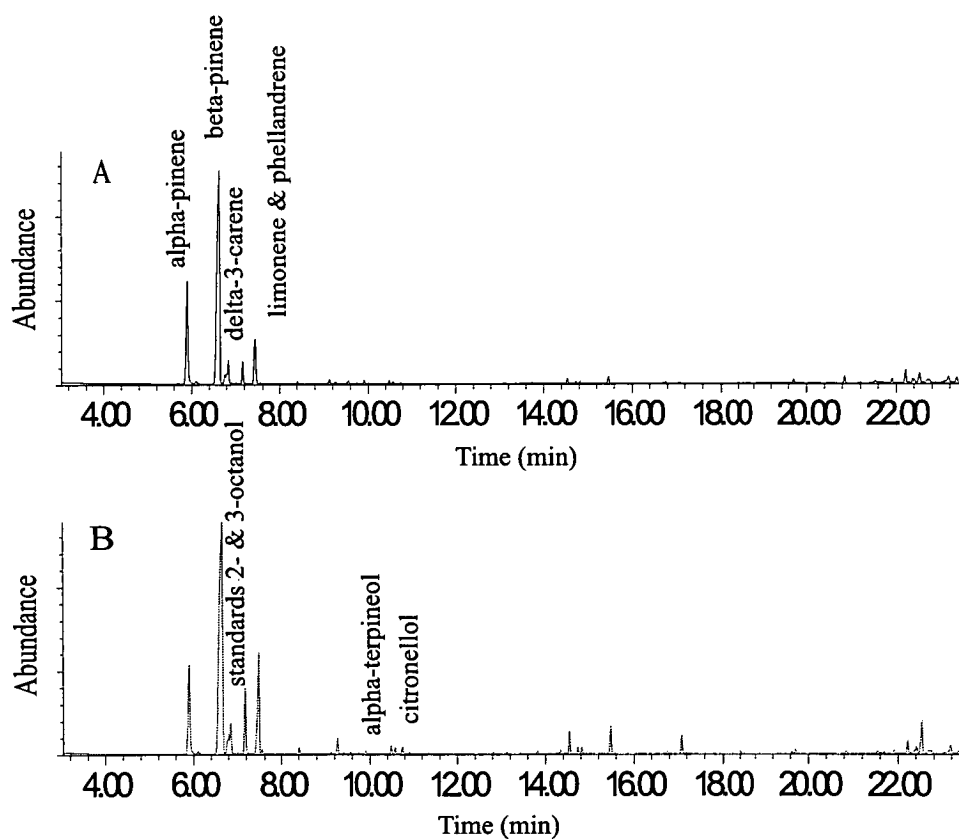 A
Abundance
alpha-pinene
beta-pinene
delta-3-carene
limonene & phellandrene
4.00 6.00 8.00 10.00 12.00 14.00 16.00 18.00 20.00 22.00
Time (min)
B
Abundance
standards 2- & 3-octanol
alpha-terpineol
citronellol
4.00 6.00 8.00 10.00 12.00 14.00 16.00 18.00 20.00 22.00
Time (min)